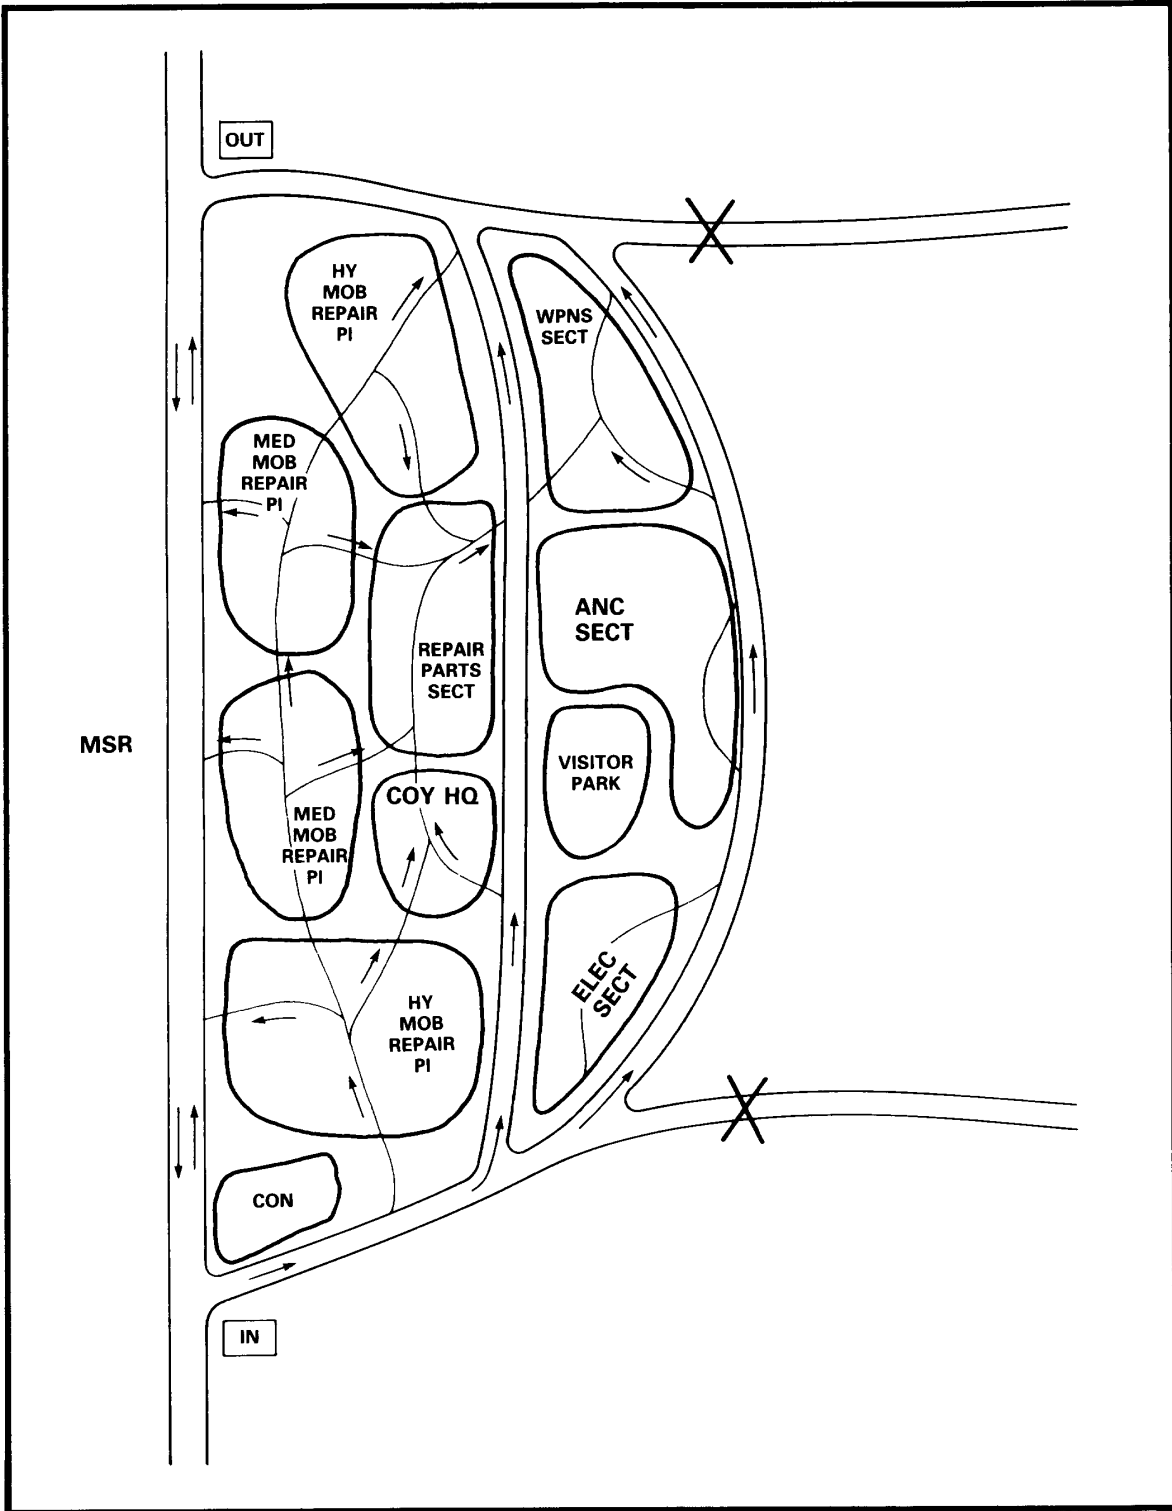 OUT
HY
MOB
REPAIR
PI
WPNS
SECT
MED
MOB
REPAIR
PI
ANC
SECT
REPAIR
PARTS
SECT
MSR
VISITOR
PARK
COY HQ
MED
MOB
REPAIR
PI
ELEC
SECT
HY
MOB
REPAIR
PI
CON
IN